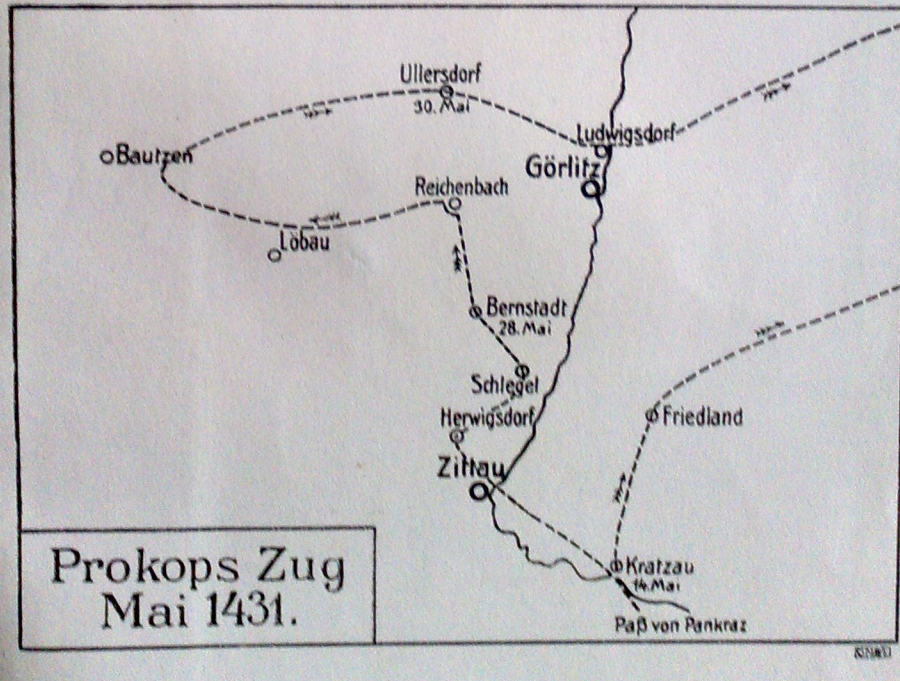 Ullersdorf
30. Mai
Ludwigsdorf
Bautzen
Görlitz
Reichenbach
Löbau
Bernstadt
28. Mai
Schlegel
Herwigsdorf
Friedland
Zittau
Kratzau
14. Mai
Paß von Pankraz
Prokops Zug
Mai 1431.